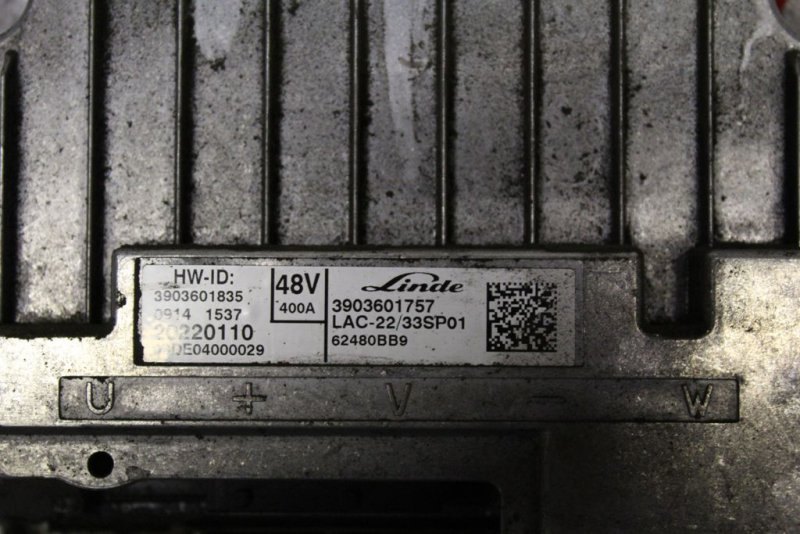 HW-ID:
3903601835
0914 1537
20220110
DE04000029
48V
400A
Linde
3903601757
LAC-22/33SP01
62480BB9
U + V - W